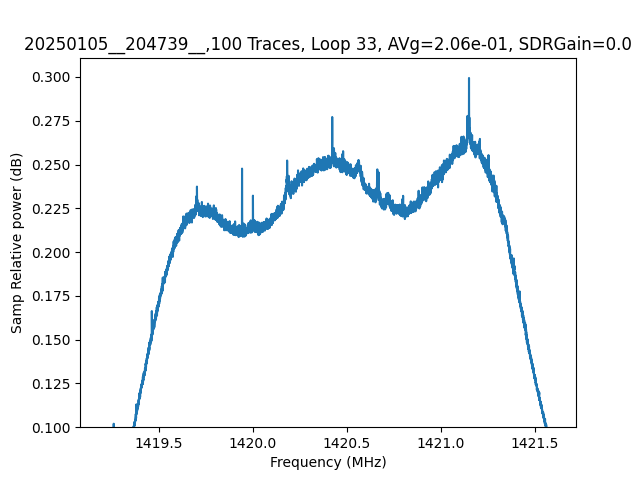 20250105__204739__,100 Traces, Loop 33, AVg=2.06e-01, SDRGain=0.0
0.300
0.275
0.250
0.225
0.200
0.175
0.150
0.125
0.100
Samp Relative power (dB)
1419.5 1420.0 1420.5 1421.0 1421.5
Frequency (MHz)